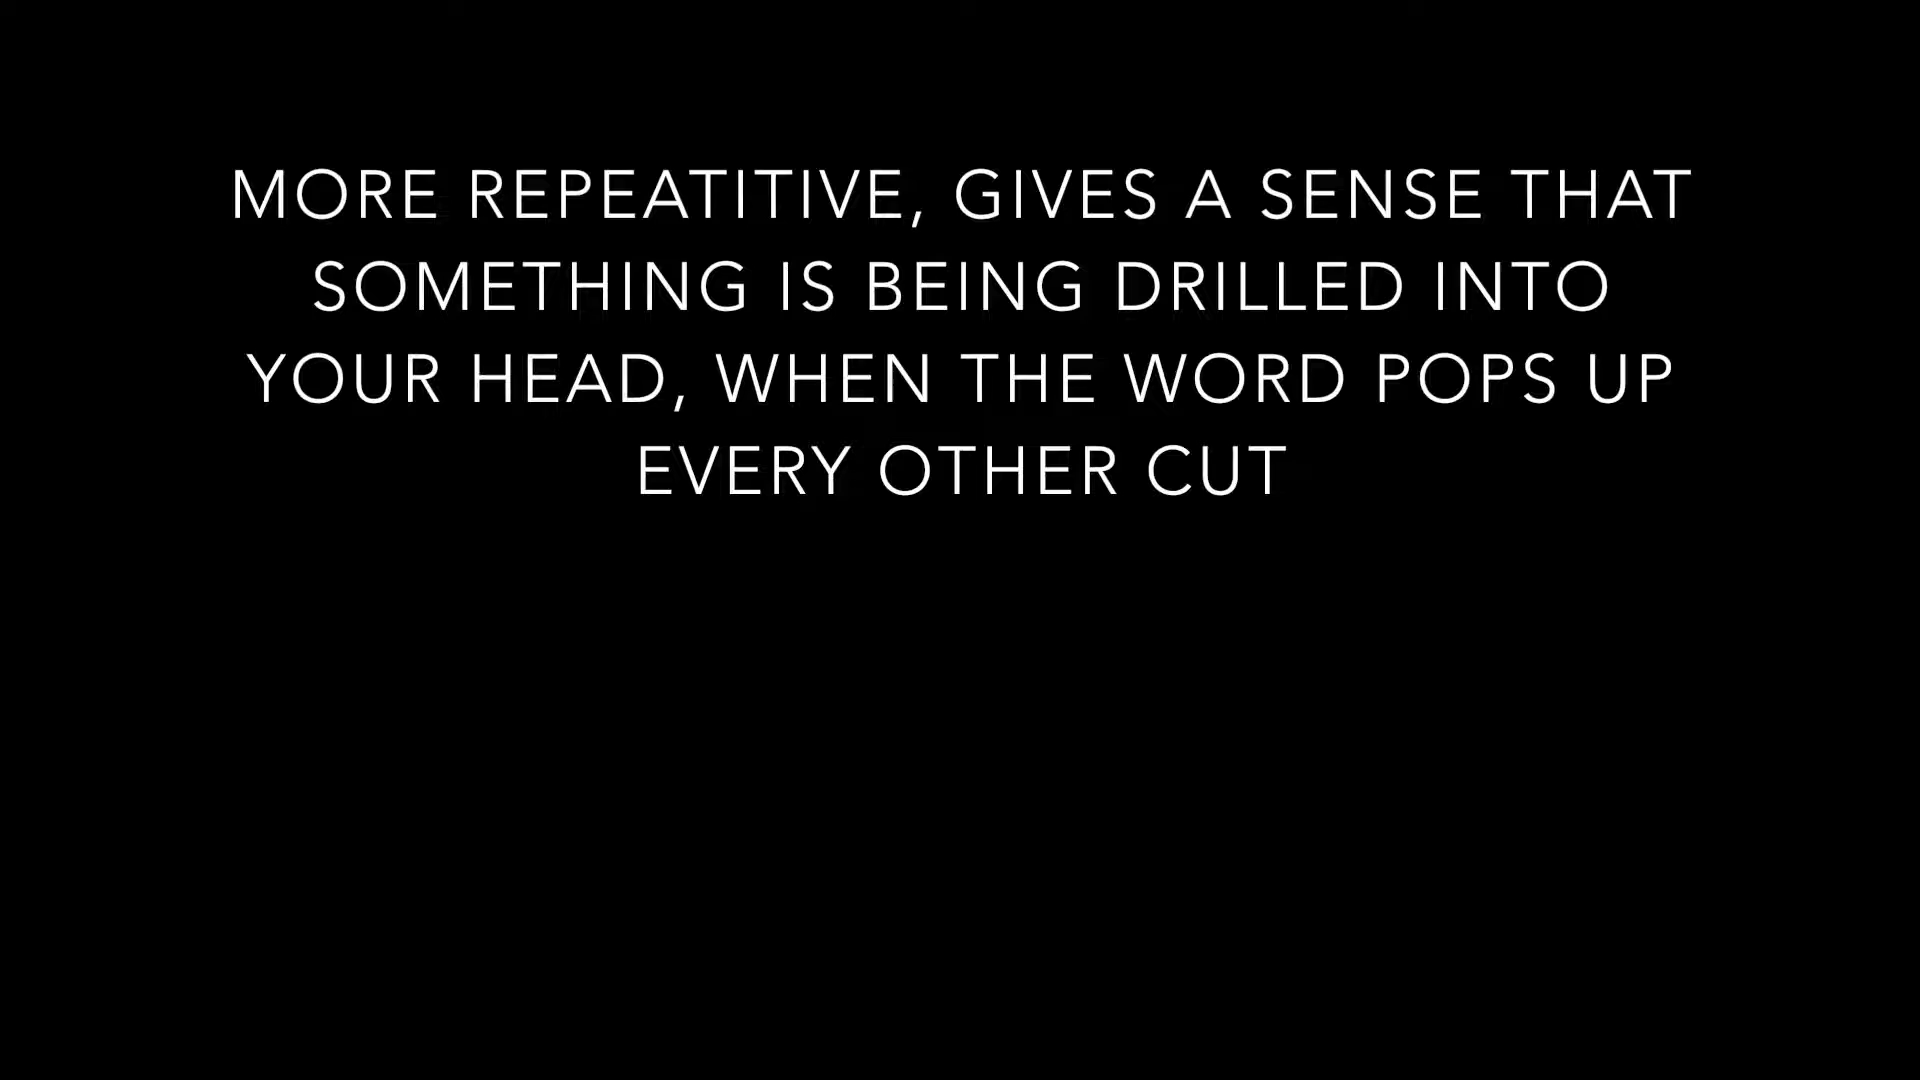 MORE REPEATITIVE, GIVES A SENSE THAT
SOMETHING IS BEING DRILLED INTO
YOUR HEAD, WHEN THE WORD POPS UP
EVERY OTHER CUT